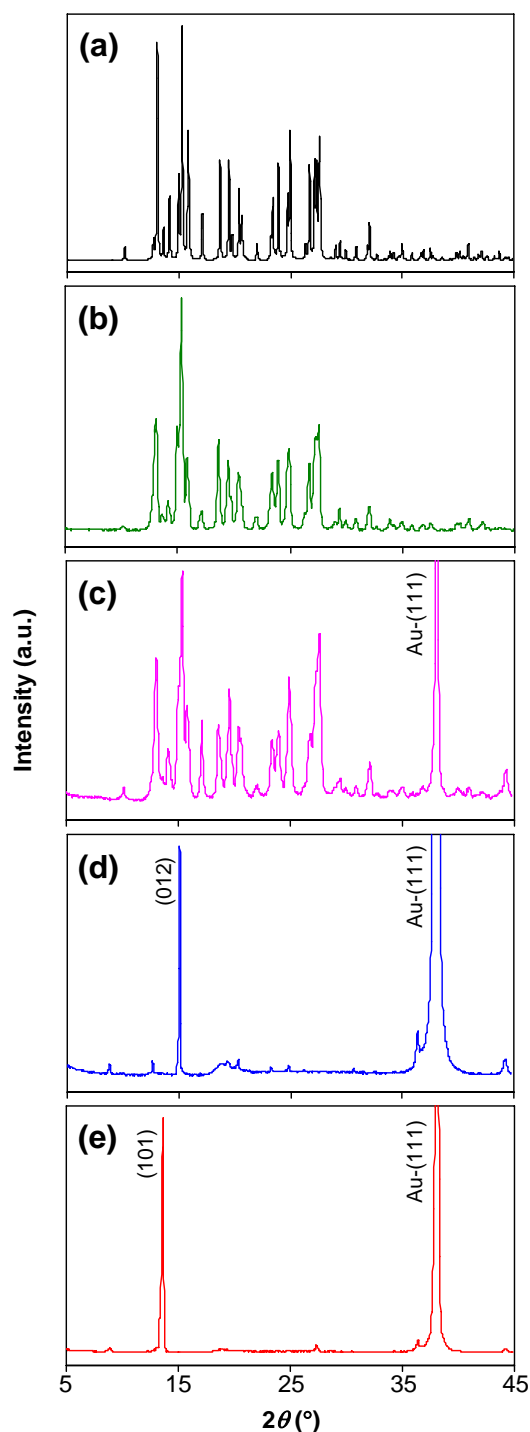 (a)
(b)
(c)
Au-(111)
Intensity (a.u.)
(d)
(012)
Au-(111)
(e)
(101)
Au-(111)
5 15 25 35 45
2θ (°)